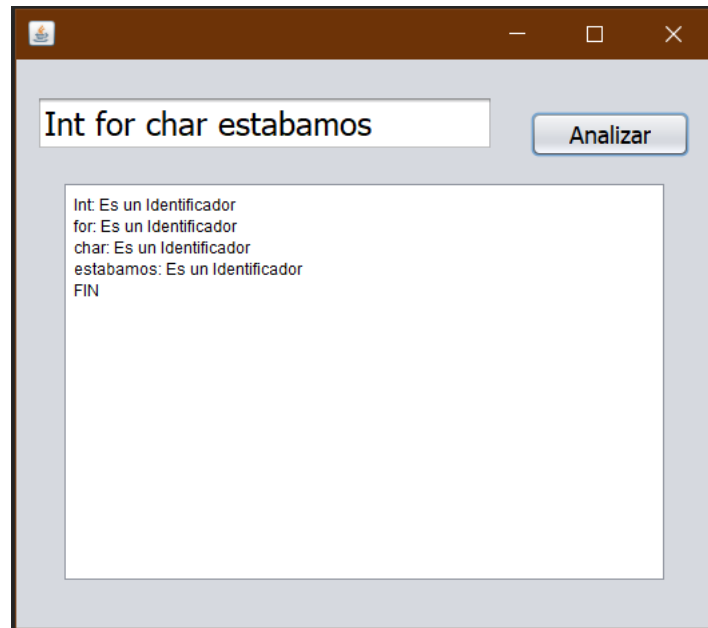 Int for char estabamos
Analizar
Int: Es un Identificador
for: Es un Identificador
char: Es un Identificador
estabamos: Es un Identificador
FIN